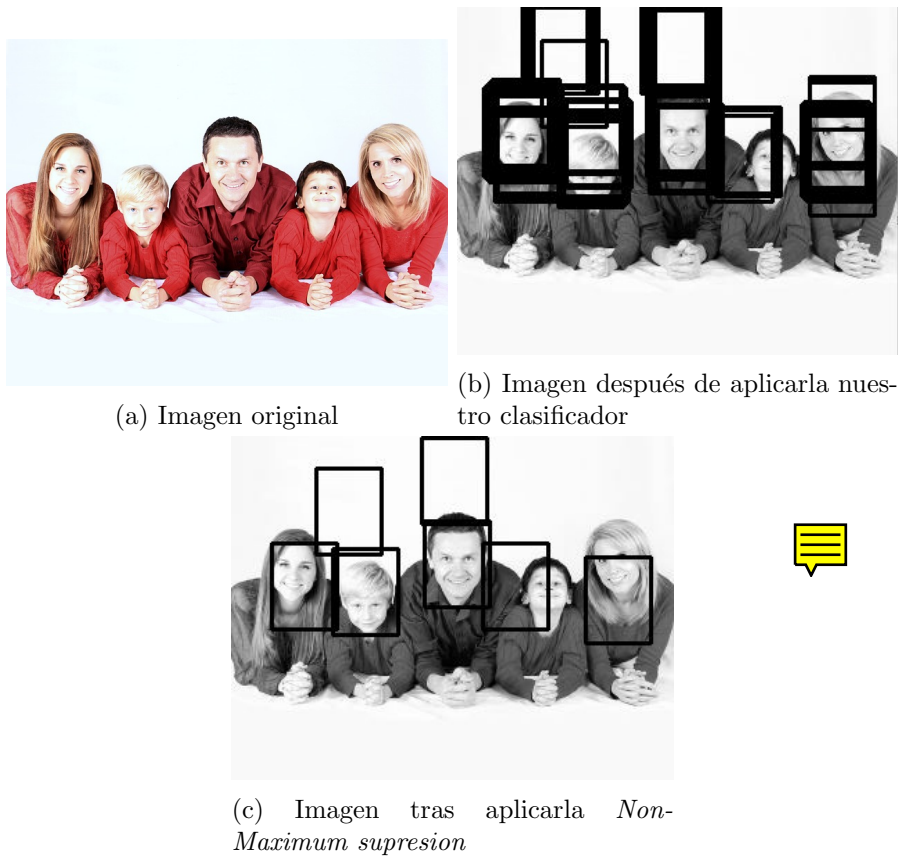 (a) Imagen original
(b) Imagen después de aplicarla nues-
tro clasificador
(c) Imagen tras aplicarla Non-
Maximum supresion